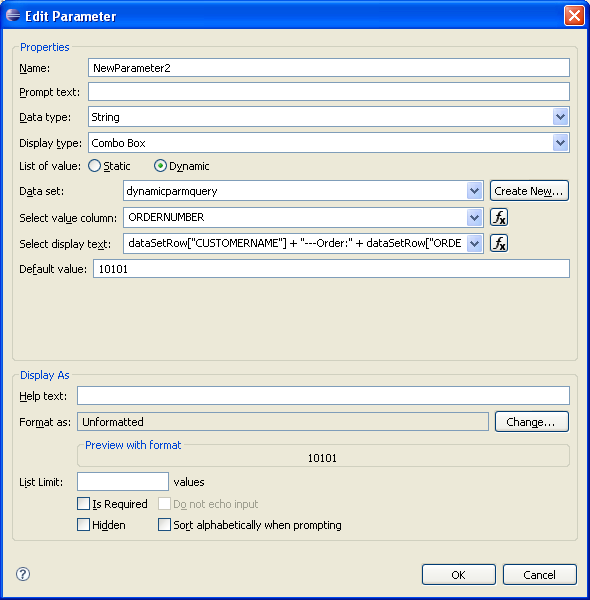 Edit Parameter
Properties
Name: NewParameter2
Prompt text:
Data type: String
Display type: Combo Box
List of value: Static Dynamic
Data set: dynamicparmquery Create New...
Select value column: ORDERNUMBER fx
Select display text: dataSetRow["CUSTOMERNAME"] + "---Order:" + dataSetRow["ORDE fx
Default value: 10101
Display As
Help text:
Format as: Unformatted Change...
Preview with format
10101
List Limit: values
Is Required Do not echo input
Hidden Sort alphabetically when prompting
? OK Cancel